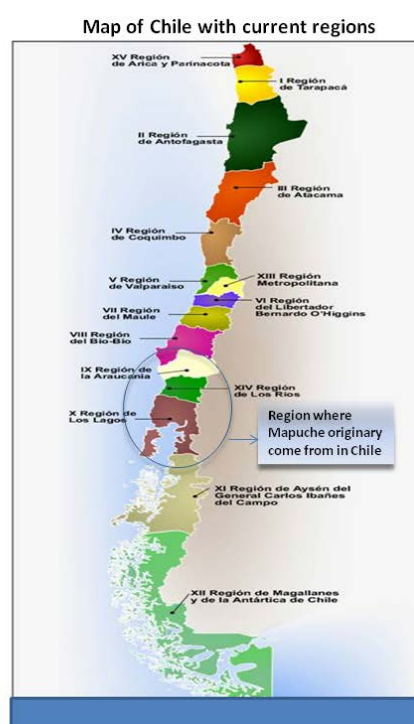 Map of Chile with current regions
XV Región
de Arica y Parinacota
I Región
de Tarapacá
II Región
de Antofagasta
III Región
de Atacama
IV Región
de Coquimbo
V Región
de Valparaiso
XIII Región
Metropolitana
VI Región
del Libertador
Bernardo O'Higgins
VII Región
del Maule
VIII Región
del Bio-Bio
IX Región de
la Araucanía
XIV Región
de Los Rios
X Región de
Los Lagos
Region where
Mapuche originary
come from in Chile
XI Región de Aysén del
General Carlos Ibañes
del Campo
XII Región de Magallanes
y de la Antártica de Chile